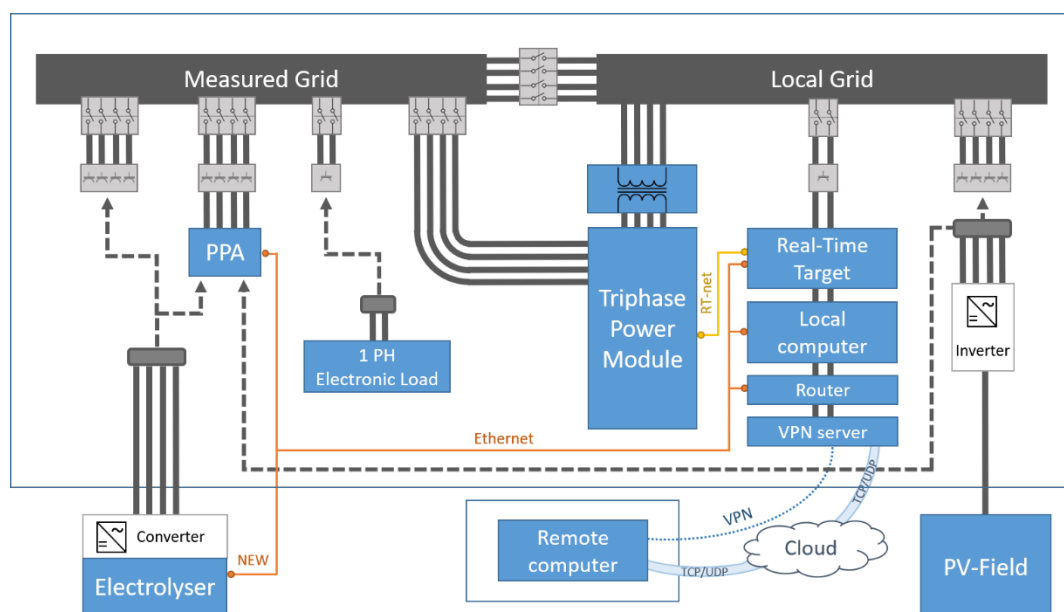 Measured Grid
Local Grid
PPA
Real-Time
Target
RT-net
Triphase
Power
Module
Local
computer
Inverter
1 PH
Electronic Load
Router
VPN server
Ethernet
TCP/UDP
VPN
Converter
NEW
Electrolyser
Remote
computer
Cloud
TCP/UDP
PV-Field